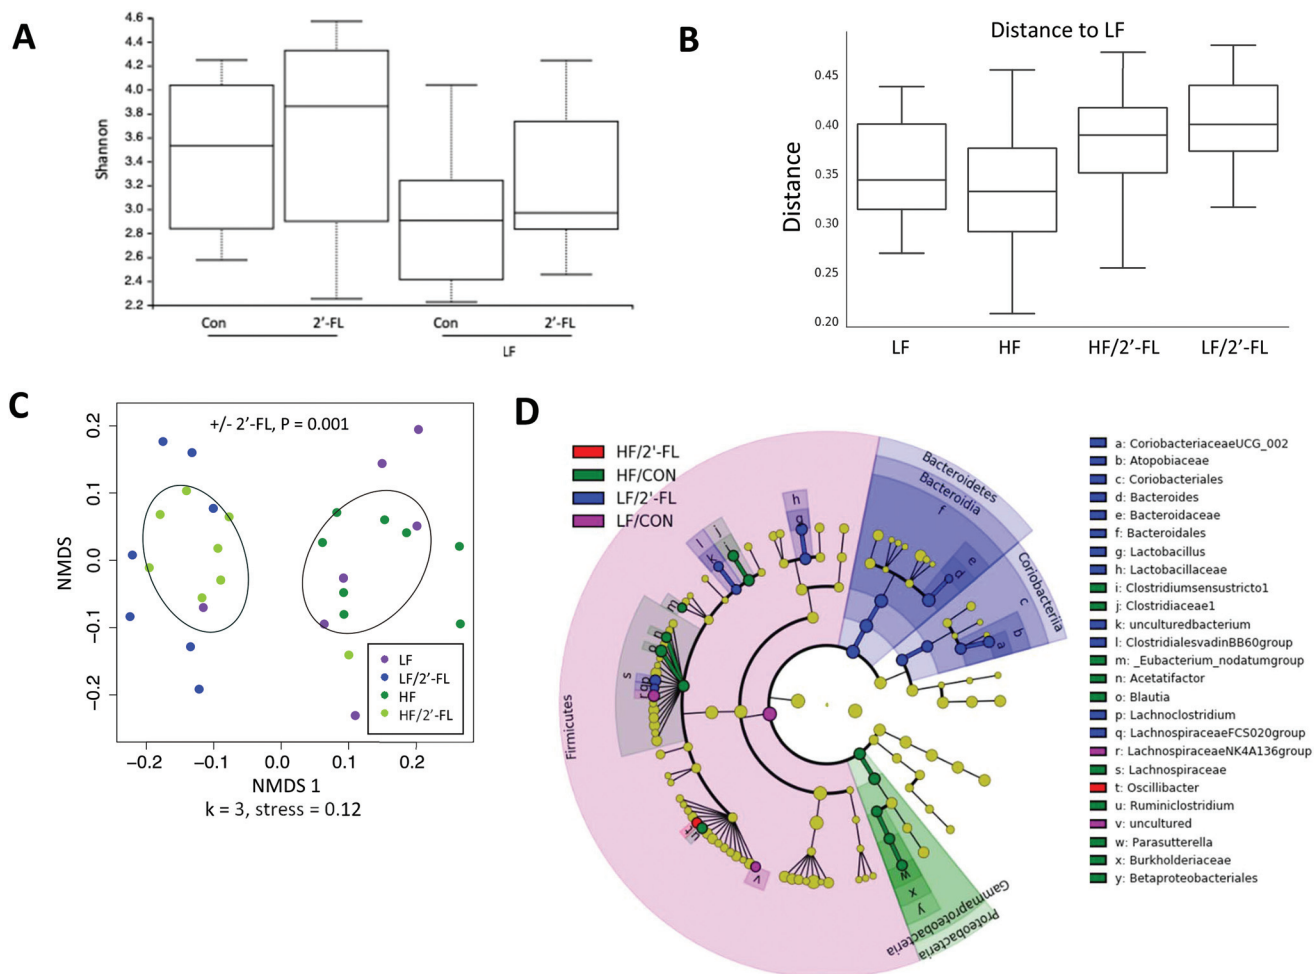 A
Shannon
4.6
4.4
4.2
4.0
3.8
3.6
3.4
3.2
3.0
2.8
2.6
2.4
2.2
Con
2’-FL
Con
2’-FL
LF
B
Distance to LF
Distance
0.45
0.40
0.35
0.30
0.25
0.20
LF
HF
HF/2’-FL
LF/2’-FL
C
+/- 2’-FL, P = 0.001
NMDS
0.2
0.1
0.0
−0.1
−0.2
LF
LF/2’-FL
HF
HF/2’-FL
−0.2
−0.1
0.0
0.1
0.2
NMDS 1
k = 3, stress = 0.12
D
HF/2'-FL
HF/CON
LF/2'-FL
LF/CON
Bacteroidetes
Bacteroidia
f
e
d
Coriobacteriia
c
b
a
h
g
j
i
l
k
m
n
o
s
r
q
p
Firmicutes
v
w
x
y
Gammaproteobacteria
Proteobacteria
a: CoriobacteriaceaeUCG_002
b: Atopobiaceae
c: Coriobacteriales
d: Bacteroides
e: Bacteroidaceae
f: Bacteroidales
g: Lactobacillus
h: Lactobacillaceae
i: Clostridiumsensustricto1
j: Clostridiaceae1
k: unculturedbacterium
l: ClostridialesvadinBB60group
m: _Eubacterium_nodatumgroup
n: Acetatifactor
o: Blautia
p: Lachnoclostridium
q: LachnospiraceaeFCS020group
r: LachnospiraceaeNK4A136group
s: Lachnospiraceae
t: Oscillibacter
u: Ruminiclostridium
v: uncultured
w: Parasutterella
x: Burkholderiaceae
y: Betaproteobacteriales